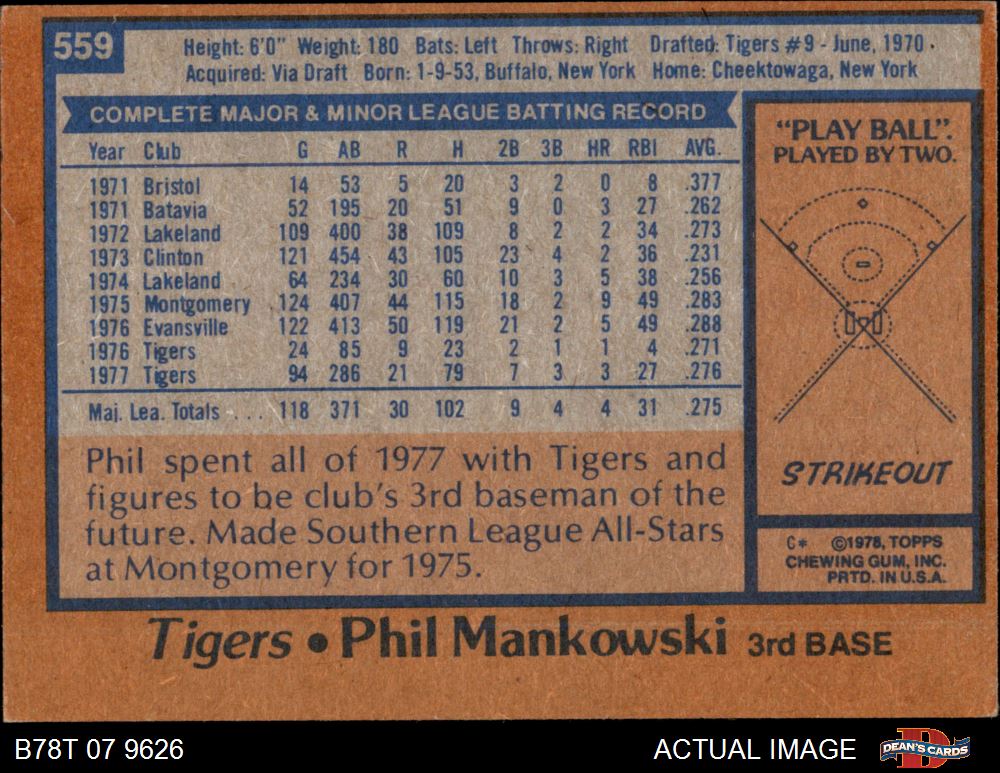 559
Height: 6'0" Weight: 180 Bats: Left Throws: Right Drafted: Tigers #9 - June, 1970
Acquired: Via Draft Born: 1-9-53, Buffalo, New York Home: Cheektowaga, New York
COMPLETE MAJOR & MINOR LEAGUE BATTING RECORD
Year Club G AB R H 2B 3B HR RBI AVG.
1971 Bristol 14 53 5 20 3 2 0 8 .377
1971 Batavia 52 195 20 51 9 0 3 27 .262
1972 Lakeland 109 400 38 109 8 2 2 34 .273
1973 Clinton 121 454 43 105 23 4 2 36 .231
1974 Lakeland 64 234 30 60 10 3 5 38 .256
1975 Montgomery 124 407 44 115 18 2 9 49 .283
1976 Evansville 122 413 50 119 21 2 5 49 .288
1976 Tigers 24 85 9 23 2 1 1 4 .271
1977 Tigers 94 286 21 79 7 3 3 27 .276
Maj. Lea. Totals . . . 118 371 30 102 9 4 4 31 .275
Phil spent all of 1977 with Tigers and
figures to be club's 3rd baseman of the
future. Made Southern League All-Stars
at Montgomery for 1975.
"PLAY BALL".
PLAYED BY TWO.
STRIKEOUT
C* ©1978, TOPPS
CHEWING GUM, INC.
PRTD. IN U.S.A.
Tigers • Phil Mankowski 3rd BASE
B78T 07 9626 ACTUAL IMAGE DEAN'S CARDS